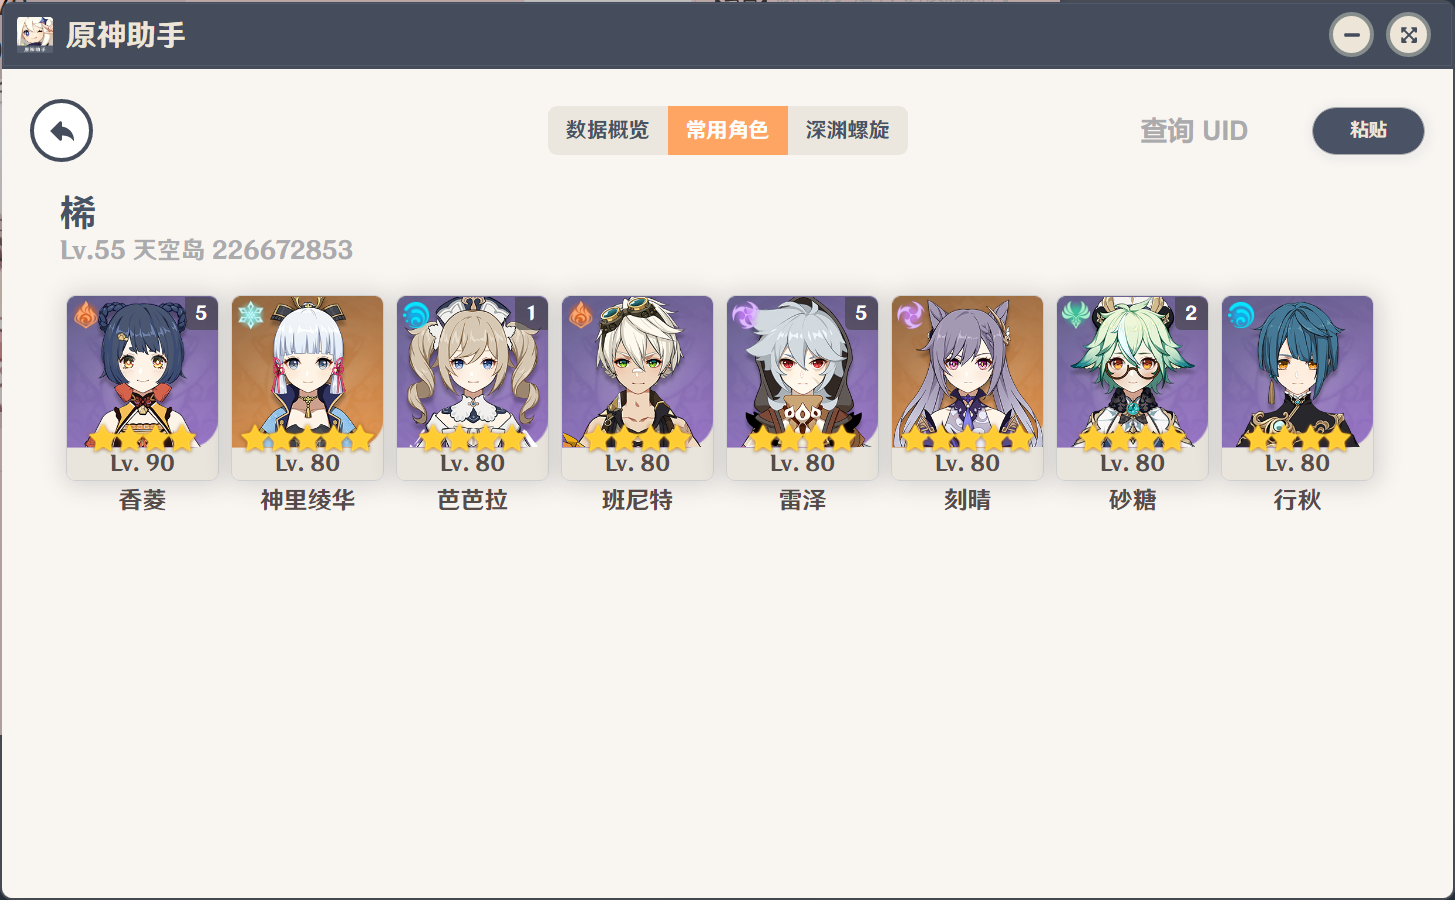 原神助手
数据概览 常用角色 深渊螺旋 查询 UID 粘贴
桸
Lv.55 天空岛 226672853
5 1 5 2
Lv. 90 Lv. 80 Lv. 80 Lv. 80 Lv. 80 Lv. 80 Lv. 80 Lv. 80
香菱 神里绫华 芭芭拉 班尼特 雷泽 刻晴 砂糖 行秋